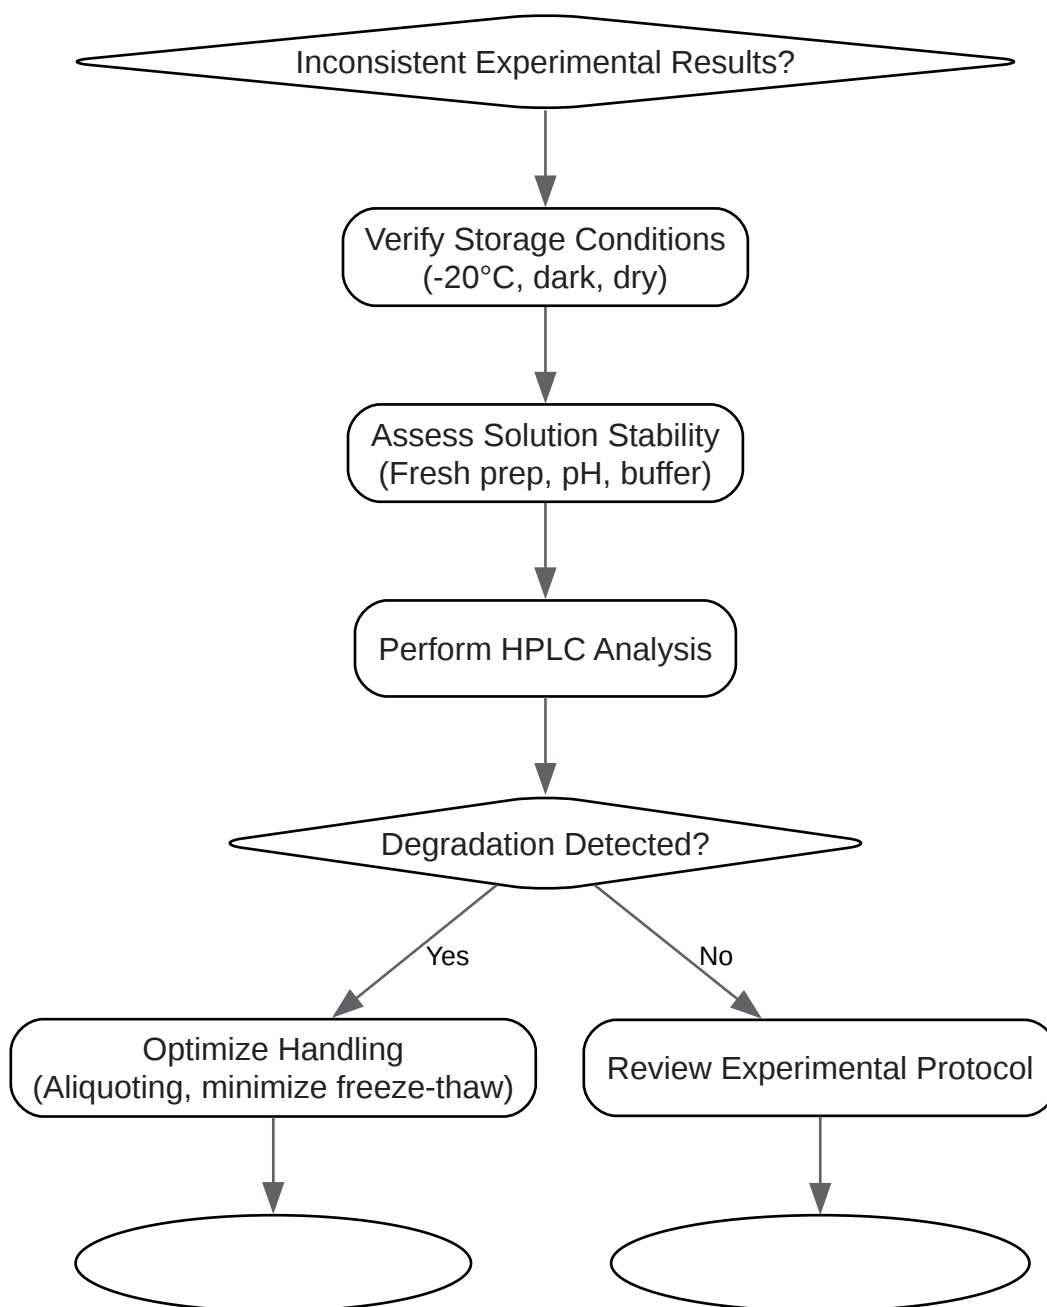 Inconsistent Experimental Results?
Verify Storage Conditions
(-20°C, dark, dry)
Assess Solution Stability
(Fresh prep, pH, buffer)
Perform HPLC Analysis
Degradation Detected?
Yes
No
Optimize Handling
(Aliquoting, minimize freeze-thaw)
Review Experimental Protocol